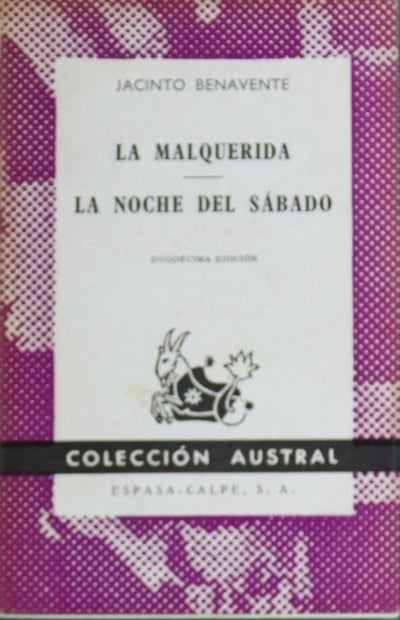 JACINTO BENAVENTE
LA MALQUERIDA
LA NOCHE DEL SÁBADO
DUODÉCIMA EDICIÓN
COLECCIÓN AUSTRAL
ESPASA-CALPE, S. A.